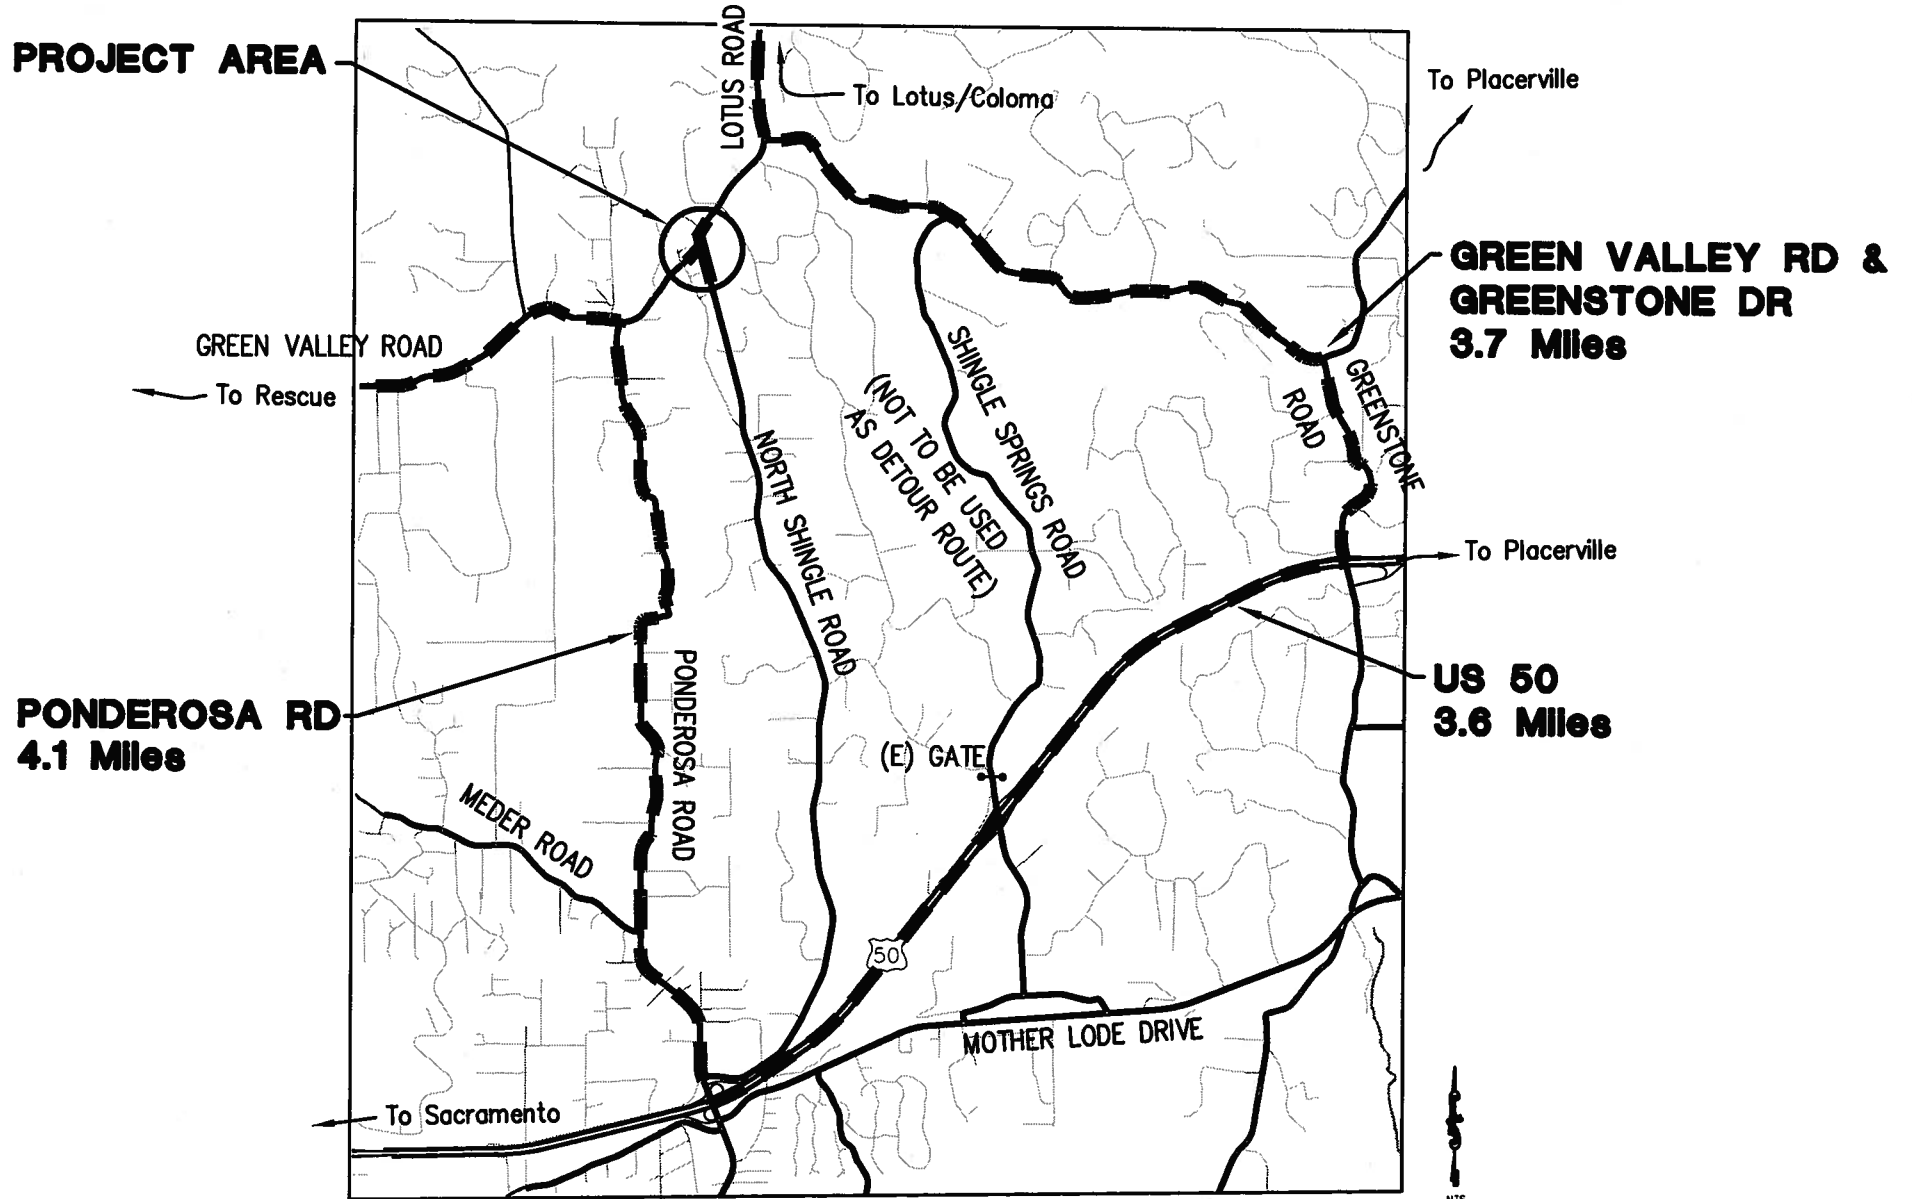 PROJECT AREA
LOTUS ROAD
To Lotus/Coloma
To Placerville
GREEN VALLEY RD &
GREENSTONE DR
3.7 Miles
GREEN VALLEY ROAD
To Rescue
SHINGLE SPRINGS ROAD
(NOT TO BE USED
AS DETOUR ROUTE)
GREENSTONE
ROAD
NORTH SHINGLE ROAD
To Placerville
PONDEROSA RD
4.1 Miles
PONDEROSA ROAD
US 50
3.6 Miles
(E) GATE
MEDER ROAD
50
MOTHER LODE DRIVE
To Sacramento
NTS